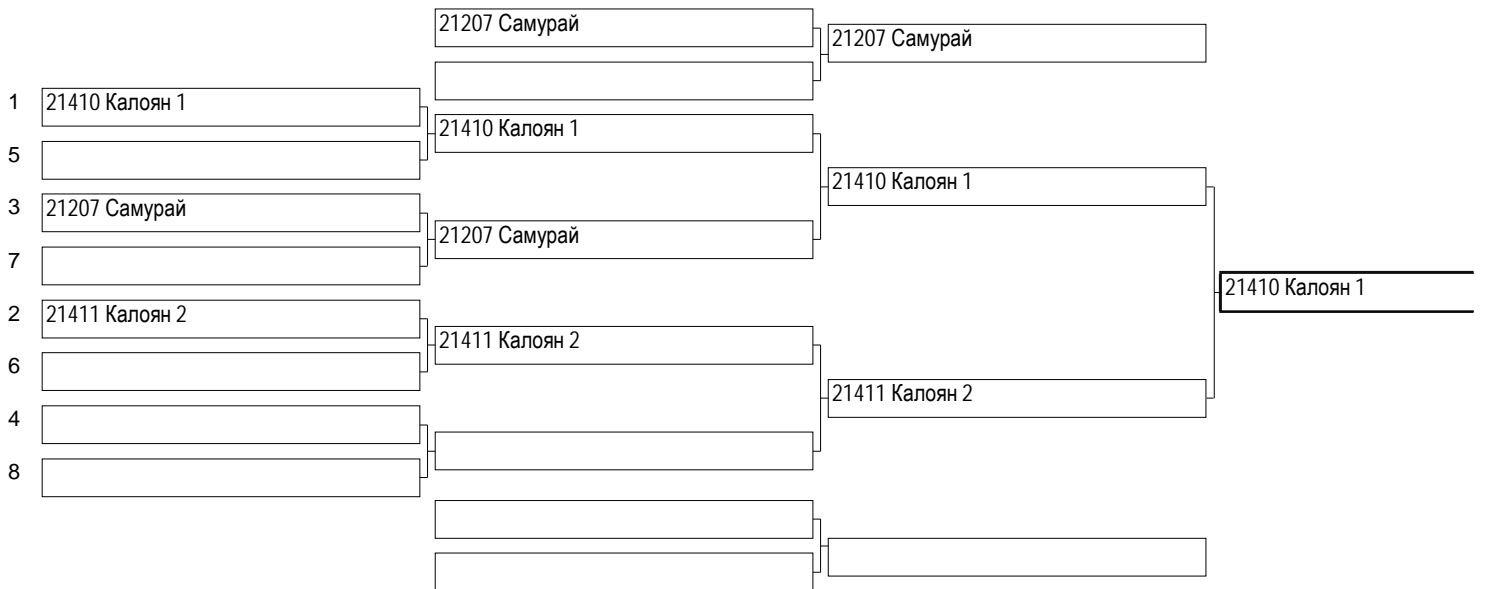 21207 Самурай
21207 Самурай
1 21410 Калоян 1
21410 Калоян 1
5
21410 Калоян 1
3 21207 Самурай
21207 Самурай
7
21410 Калоян 1
2 21411 Калоян 2
21411 Калоян 2
6
21411 Калоян 2
4
8